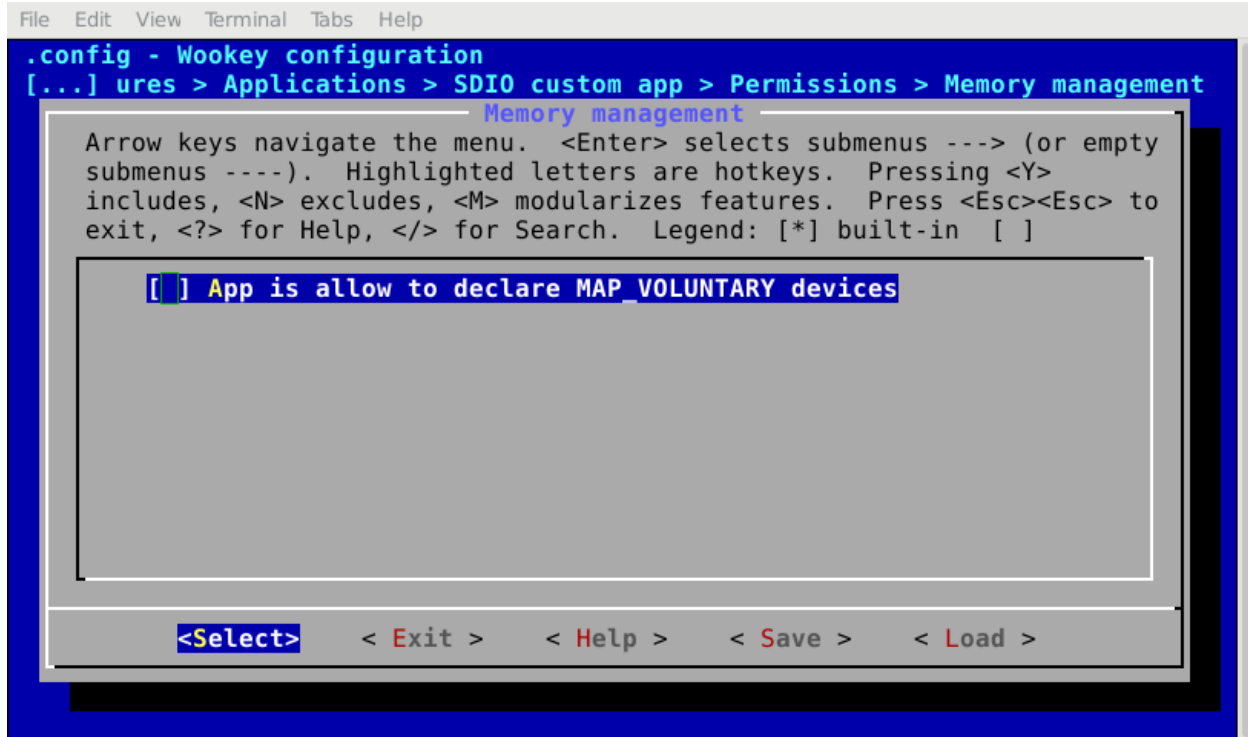 File Edit View Terminal Tabs Help
.config - Wookey configuration
[...] ures > Applications > SDIO custom app > Permissions > Memory management
Memory management
Arrow keys navigate the menu. <Enter> selects submenus ---> (or empty
submenus ----). Highlighted letters are hotkeys. Pressing <Y>
includes, <N> excludes, <M> modularizes features. Press <Esc><Esc> to
exit, <?> for Help, </> for Search. Legend: [*] built-in [ ]
[ ] App is allow to declare MAP_VOLUNTARY devices
<Select> < Exit > < Help > < Save > < Load >